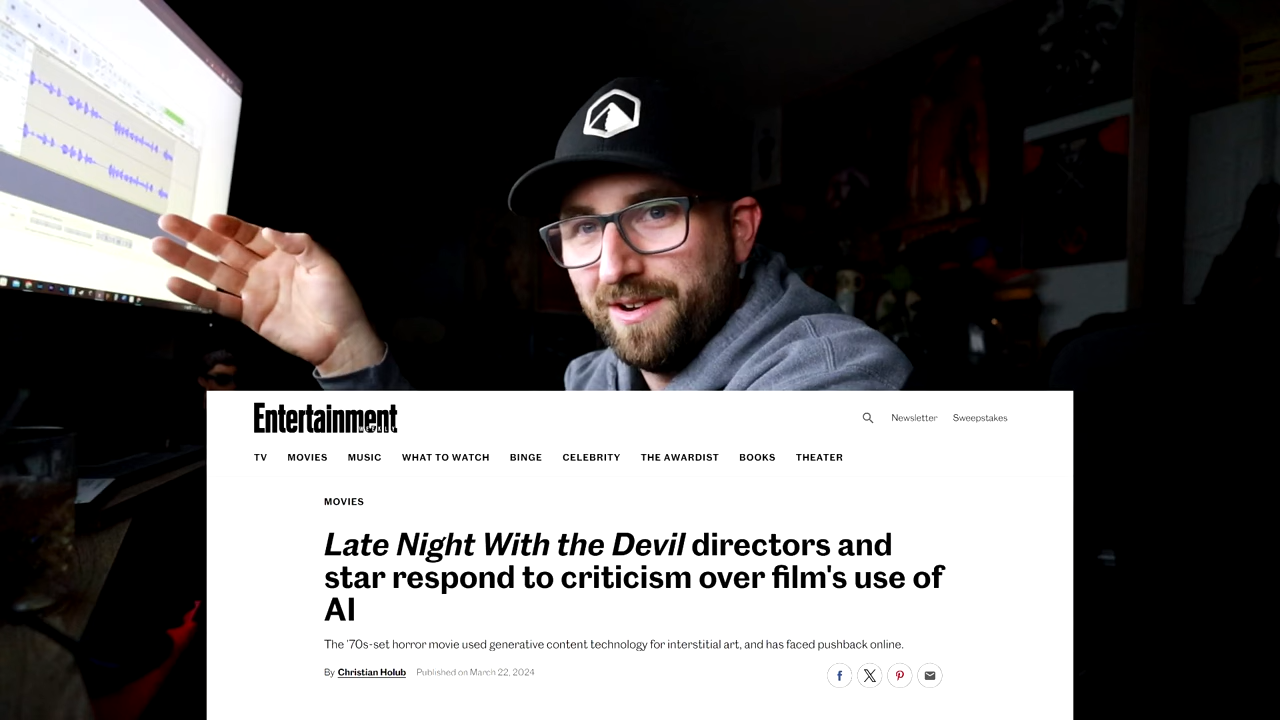 Entertainment
WEEKLY
Newsletter Sweepstakes
TV MOVIES MUSIC WHAT TO WATCH BINGE CELEBRITY THE AWARDIST BOOKS THEATER
MOVIES
Late Night With the Devil directors and
star respond to criticism over film's use of
AI
The '70s-set horror movie used generative content technology for interstitial art, and has faced pushback online.
By Christian Holub Published on March 22, 2024